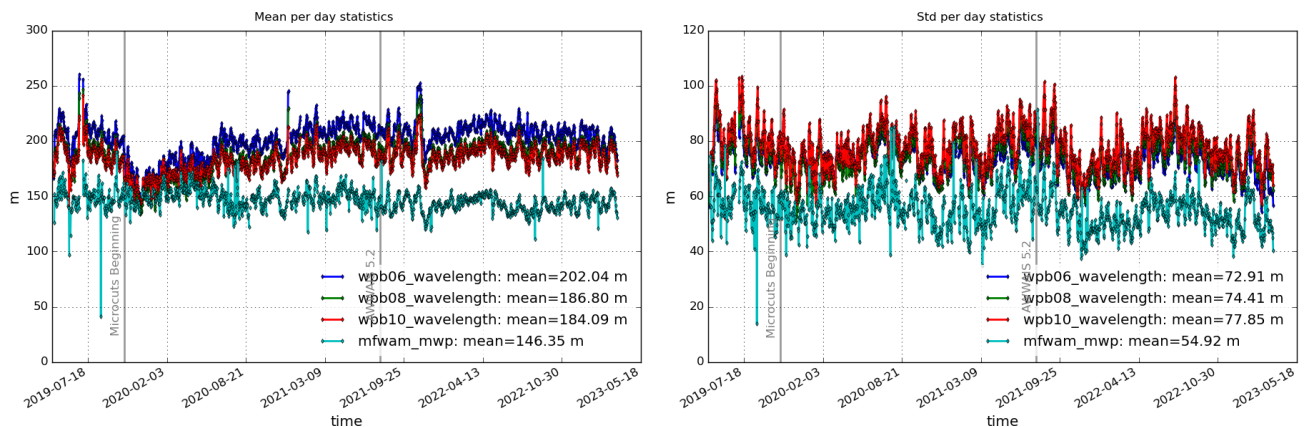 Mean per day statistics
300
250
200
150
100
50
0
m
Microcuts Beginning
AWWAIS 5.2
wpb06_wavelength: mean=202.04 m
wpb08_wavelength: mean=186.80 m
wpb10_wavelength: mean=184.09 m
mfwam_mwp: mean=146.35 m
2019-07-18
2020-02-03
2020-08-21
2021-03-09
2021-09-25
2022-04-13
2022-10-30
2023-05-18
time
Std per day statistics
120
100
80
60
40
20
0
m
Microcuts Beginning
AWWAIS 5.2
wpb06_wavelength: mean=72.91 m
wpb08_wavelength: mean=74.41 m
wpb10_wavelength: mean=77.85 m
mfwam_mwp: mean=54.92 m
2019-07-18
2020-02-03
2020-08-21
2021-03-09
2021-09-25
2022-04-13
2022-10-30
2023-05-18
time